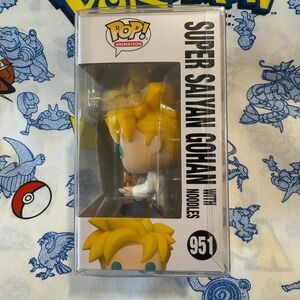 POP!
ANIMATION
SUPER SAIYAN GOHAN
WITH
NOODLES
951